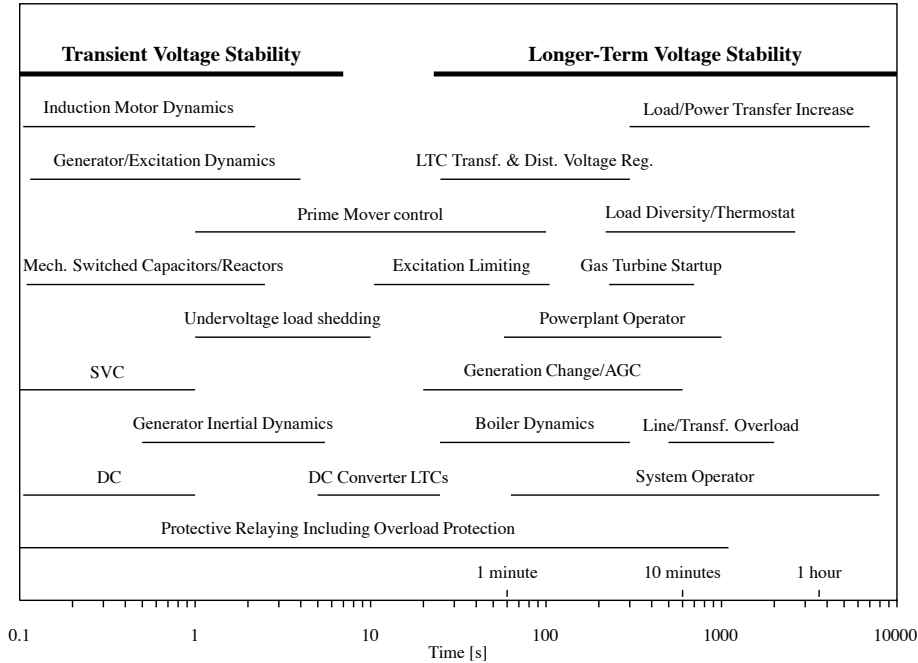 Transient Voltage Stability
Longer-Term Voltage Stability
Induction Motor Dynamics
Load/Power Transfer Increase
Generator/Excitation Dynamics
LTC Transf. & Dist. Voltage Reg.
Prime Mover control
Load Diversity/Thermostat
Mech. Switched Capacitors/Reactors
Excitation Limiting
Gas Turbine Startup
Undervoltage load shedding
Powerplant Operator
SVC
Generation Change/AGC
Generator Inertial Dynamics
Boiler Dynamics
Line/Transf. Overload
DC
DC Converter LTCs
System Operator
Protective Relaying Including Overload Protection
1 minute
10 minutes
1 hour
0.1
1
10
100
1000
10000
Time [s]